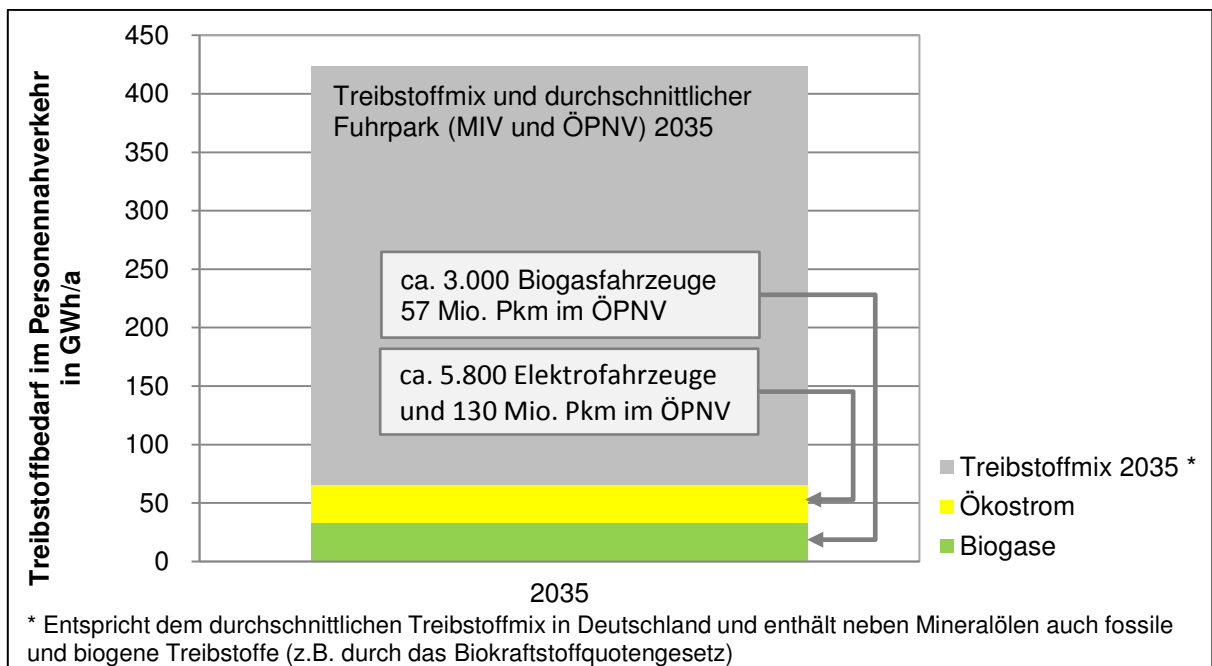 Treibstoffbedarf im Personennahverkehr
in GWh/a
450
400
350
300
250
200
150
100
50
0
Treibstoffmix und durchschnittlicher
Fuhrpark (MIV und ÖPNV) 2035
ca. 3.000 Biogasfahrzeuge
57 Mio. Pkm im ÖPNV
ca. 5.800 Elektrofahrzeuge
und 130 Mio. Pkm im ÖPNV
Treibstoffmix 2035 *
Ökostrom
Biogase
2035
* Entspricht dem durchschnittlichen Treibstoffmix in Deutschland und enthält neben Mineralölen auch fossile
und biogene Treibstoffe (z.B. durch das Biokraftstoffquotengesetz)